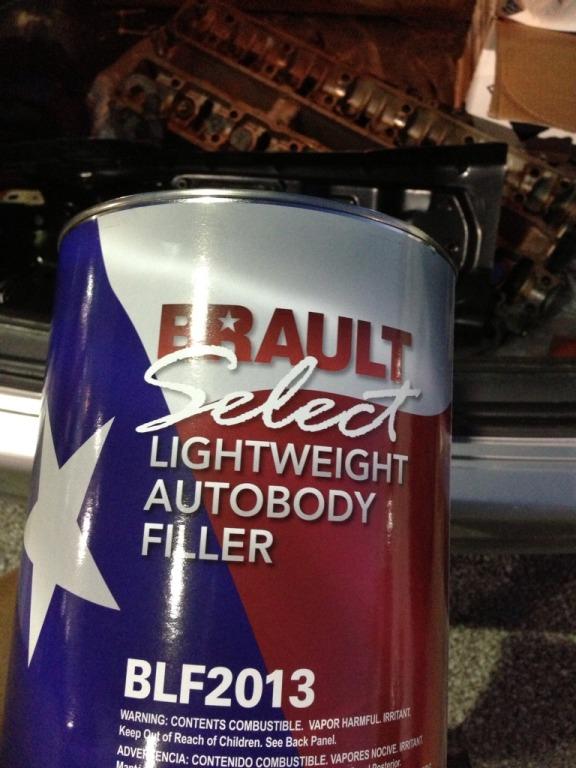 BRAULT
Select
LIGHTWEIGHT
AUTOBODY
FILLER
BLF2013
WARNING: CONTENTS COMBUSTIBLE. VAPOR HARMFUL. IRRITANT.
Keep Out of Reach of Children. See Back Panel.
ADVERTENCIA: CONTENIDO COMBUSTIBLE. VAPORES NOCIVE. IRRITANT